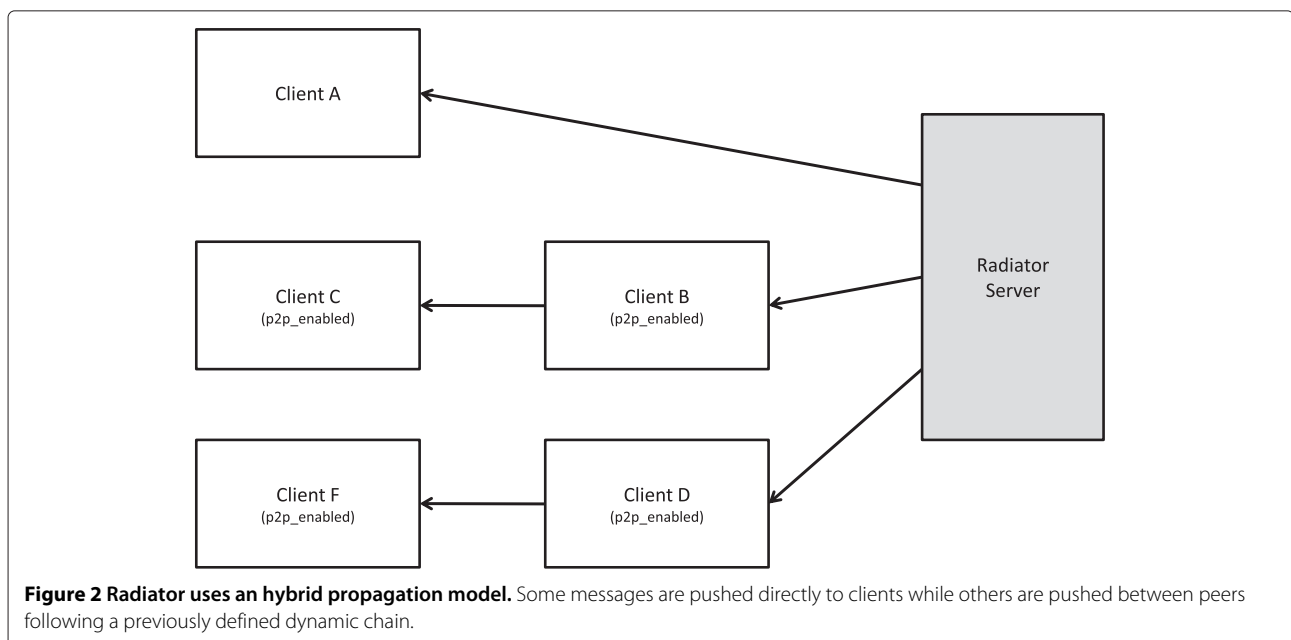 Client A
Radiator
Server
Client C
(p2p_enabled)
Client B
(p2p_enabled)
Client F
(p2p_enabled)
Client D
(p2p_enabled)
Figure 2 Radiator uses an hybrid propagation model. Some messages are pushed directly to clients while others are pushed between peers
following a previously defined dynamic chain.